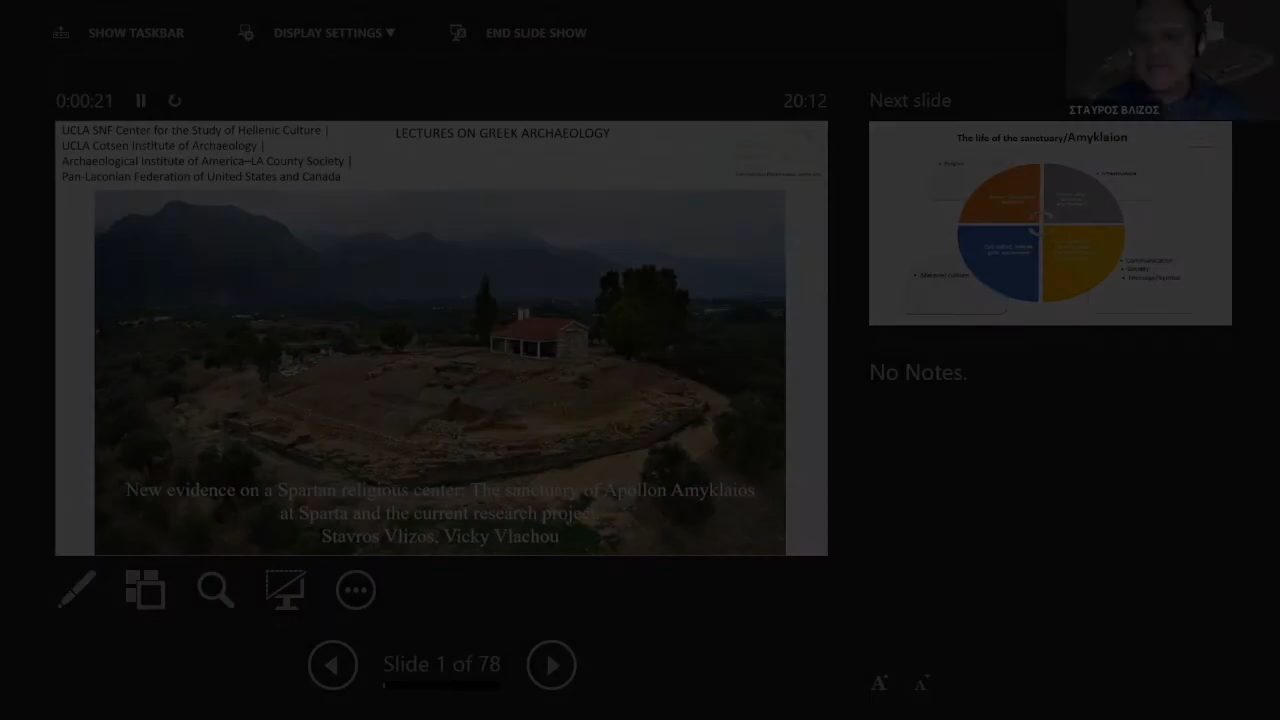 SHOW TASKBAR
DISPLAY SETTINGS ▼
END SLIDE SHOW
0:00:21
20:12
Next slide
ΣΤΑΥΡΟΣ ΒΛΙΖΟΣ
UCLA SNF Center for the Study of Hellenic Culture |
UCLA Cotsen Institute of Archaeology |
Archaeological Institute of America–LA County Society |
Pan-Laconian Federation of United States and Canada
LECTURES ON GREEK ARCHAEOLOGY
New evidence on a Spartan religious center: The sanctuary of Apollon Amyklaios
at Sparta and the current research project.
Stavros Vlizos, Vicky Vlachou
The life of the sanctuary/Amyklaion
No Notes.
Slide 1 of 78
A A